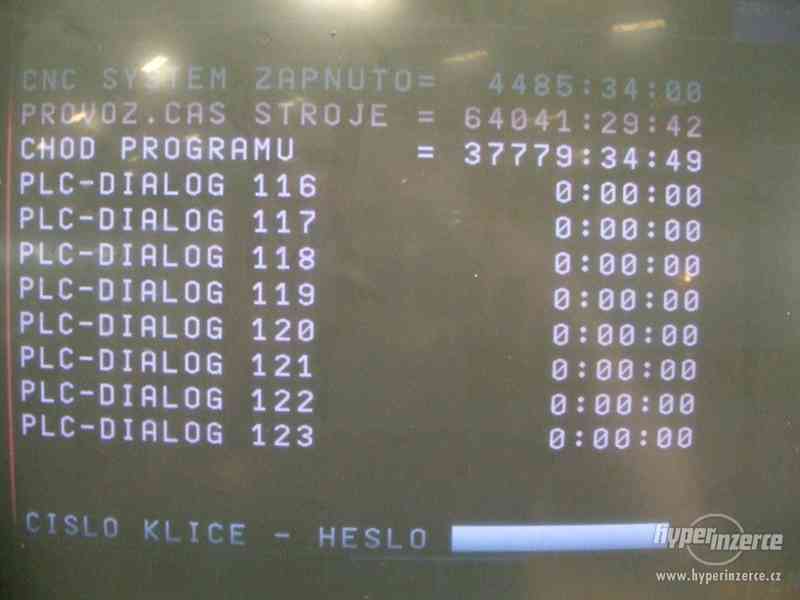 CNC SYSTEM ZAPNUTO= 4485:34:00
PROVOZ.CAS STROJE = 64041:29:42
CHOD PROGRAMU = 37779:34:49
PLC-DIALOG 116 0:00:00
PLC-DIALOG 117 0:00:00
PLC-DIALOG 118 0:00:00
PLC-DIALOG 119 0:00:00
PLC-DIALOG 120 0:00:00
PLC-DIALOG 121 0:00:00
PLC-DIALOG 122 0:00:00
PLC-DIALOG 123 0:00:00
CISLO KLICE - HESLO
hyperinzerce
www.hyperinzerce.cz